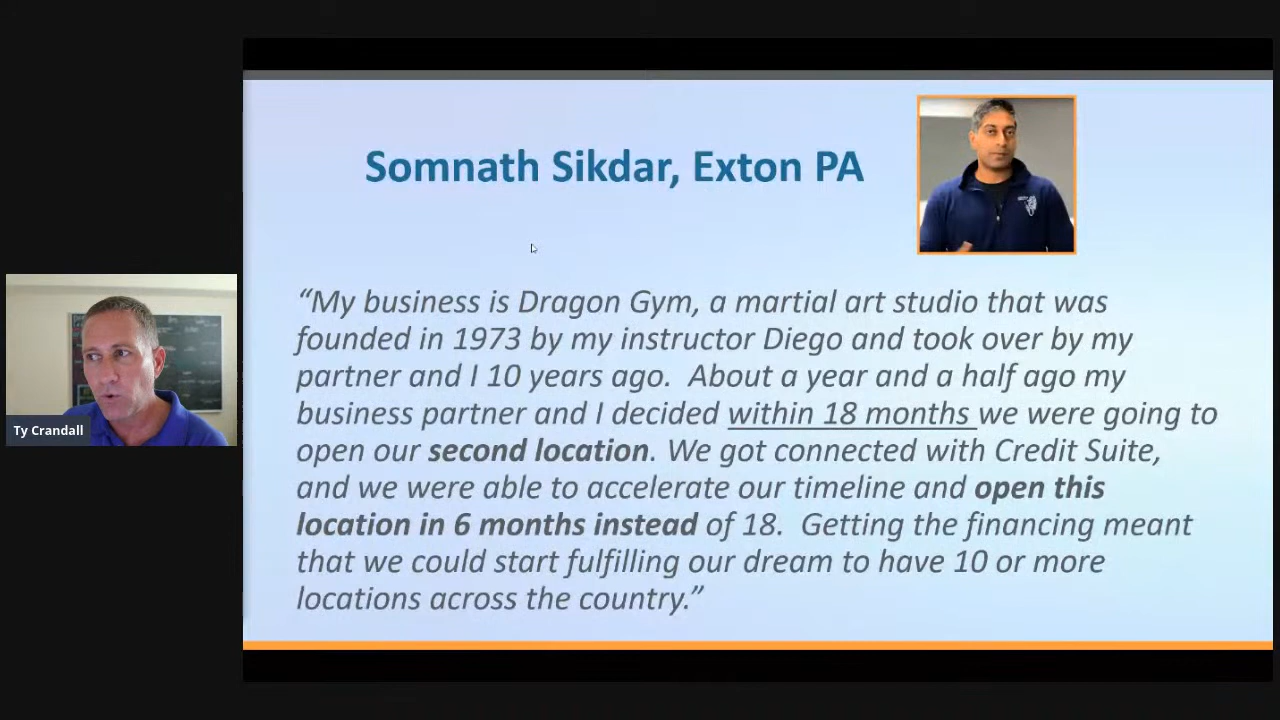 Somnath Sikdar, Exton PA
“My business is Dragon Gym, a martial art studio that was
founded in 1973 by my instructor Diego and took over by my
partner and I 10 years ago.  About a year and a half ago my
business partner and I decided within 18 months we were going to
open our second location. We got connected with Credit Suite,
and we were able to accelerate our timeline and open this
location in 6 months instead of 18.  Getting the financing meant
that we could start fulfilling our dream to have 10 or more
locations across the country.”
Ty Crandall